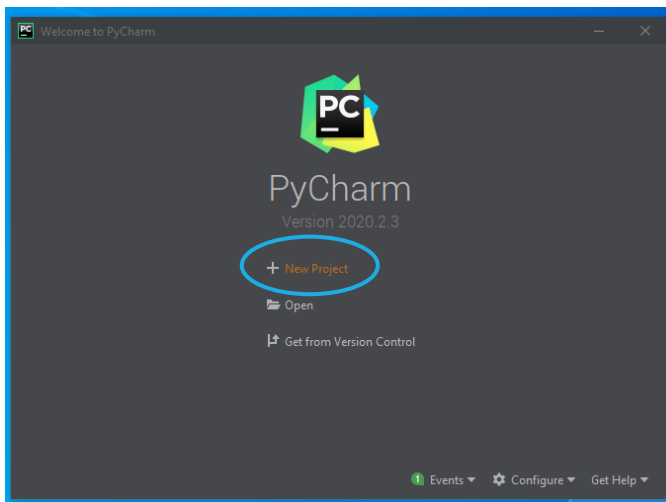 PC Welcome to PyCharm
PC
PyCharm
Version 2020.2.3
New Project
Open
Get from Version Control
1 Events Configure Get Help